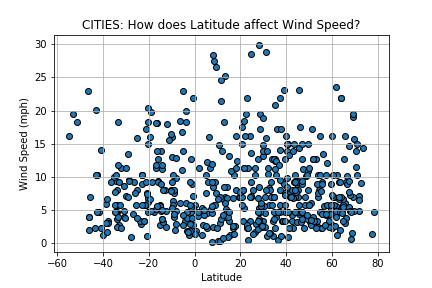 CITIES: How does Latitude affect Wind Speed?
30
25
20
15
10
5
0
Wind Speed (mph)
−60 −40 −20 0 20 40 60 80
Latitude